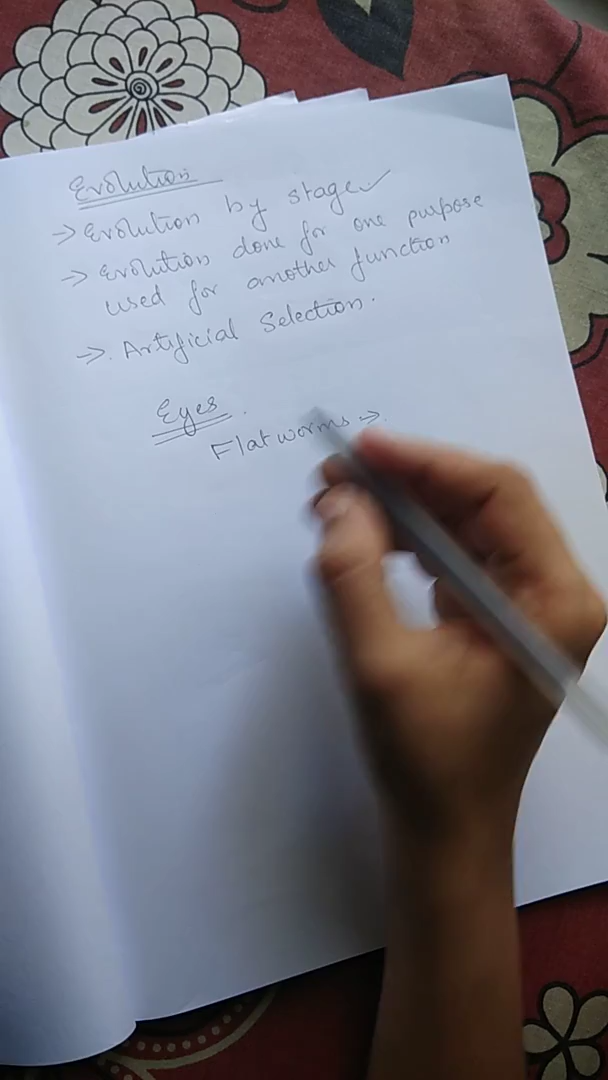 Evolution
→ Evolution by stage ✓
→ Evolution done for one purpose
used for another function
→. Artificial Selection.
Eyes.
Flat worms →.